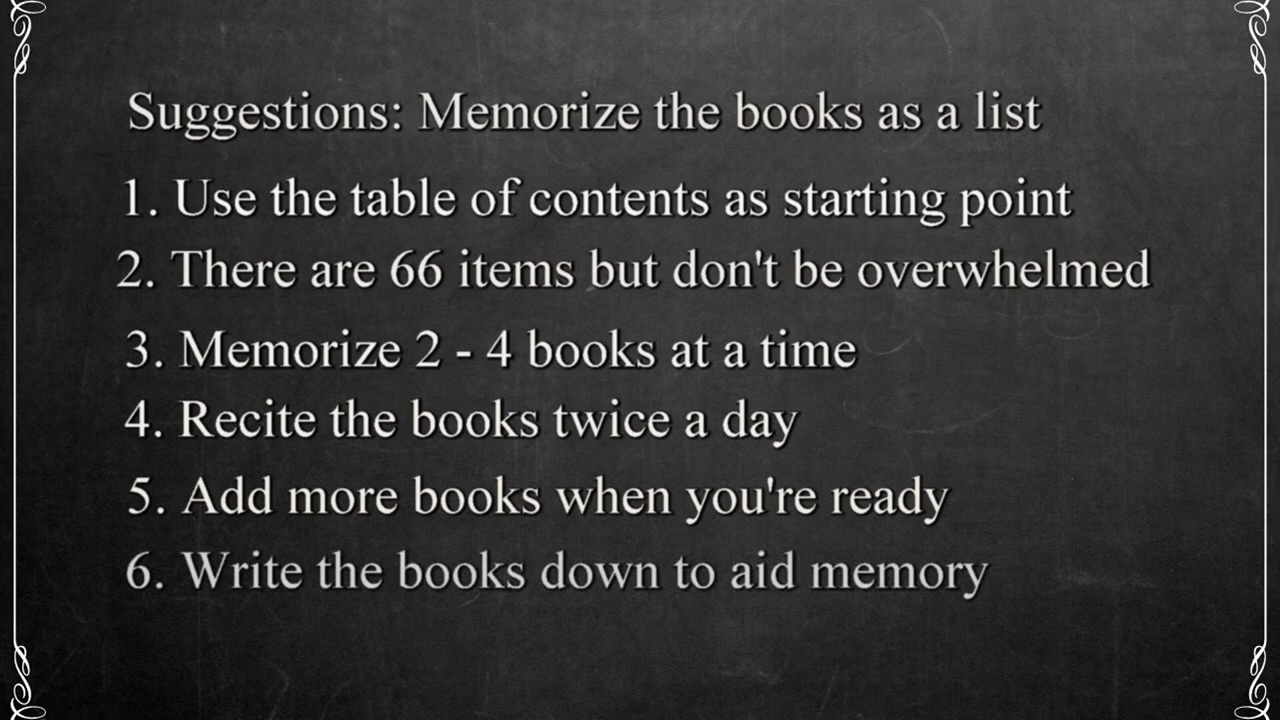 Suggestions: Memorize the books as a list
1. Use the table of contents as starting point
2. There are 66 items but don't be overwhelmed
3. Memorize 2 - 4 books at a time
4. Recite the books twice a day
5. Add more books when you're ready
6. Write the books down to aid memory